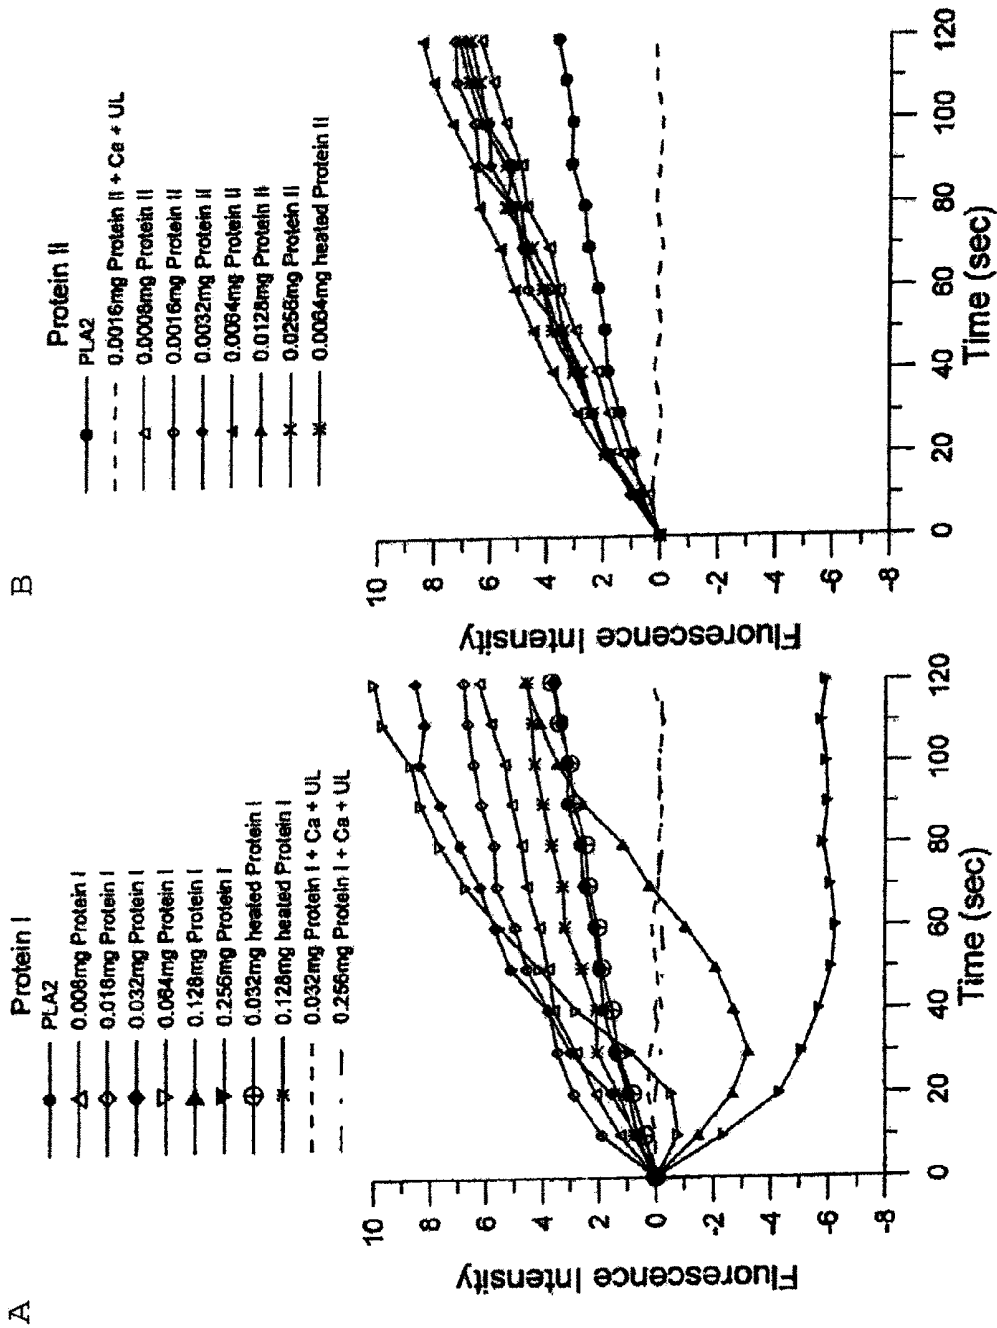 A
Protein I
PLA2
0.008mg Protein I
0.016mg Protein I
0.032mg Protein I
0.064mg Protein I
0.128mg Protein I
0.256mg Protein I
0.032mg heated Protein I
0.128mg heated Protein I
0.032mg Protein I + Ca + UL
0.256mg Protein I + Ca + UL
Fluorescence Intensity
10
8
6
4
2
0
-2
-4
-6
-8
0 20 40 60 80 100 120
Time (sec)
B
Protein II
PLA2
0.0016mg Protein II + Ca + UL
0.0008mg Protein II
0.0016mg Protein II
0.0032mg Protein II
0.0064mg Protein II
0.0128mg Protein II
0.0256mg Protein II
0.0064mg heated Protein II
Fluorescence Intensity
10
8
6
4
2
0
-2
-4
-6
-8
0 20 40 60 80 100 120
Time (sec)